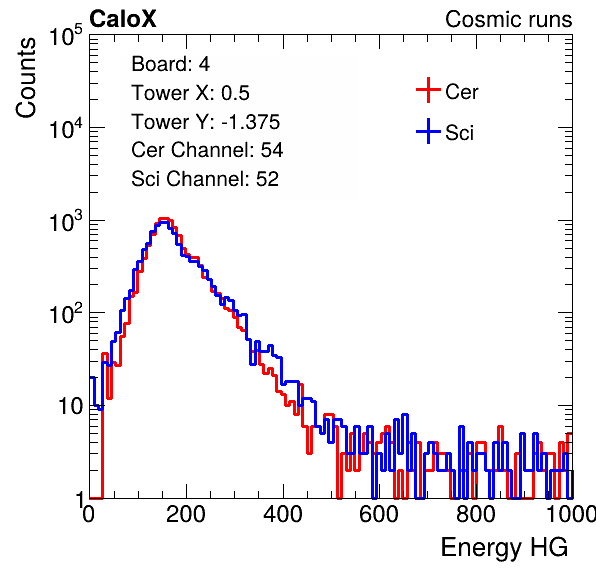 CaloX Cosmic runs
Counts
10^5
10^4
10^3
10^2
10
1
Board: 4
Tower X: 0.5
Tower Y: -1.375
Cer Channel: 54
Sci Channel: 52
Cer
Sci
0 200 400 600 800 1000
Energy HG